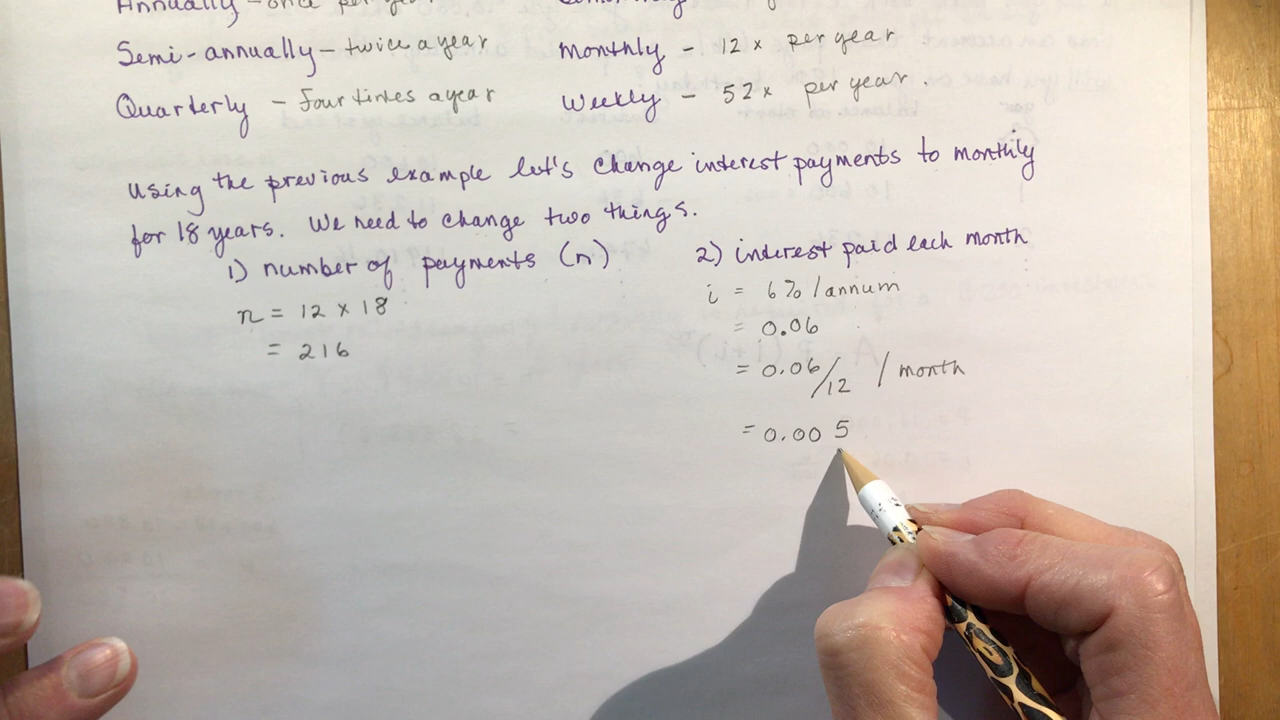 Annually - once per
Semi-annually - twice a year
monthly - 12 x per year
Quarterly - four times a year
weekly - 52 x per year
using the previous example let's change interest payments to monthly
for 18 years. We need to change two things.
1) number of payments (n)
n = 12 x 18
= 216
2) interest paid each month
i = 6% / annum
= 0.06
= 0.06/12 / month
= 0.005